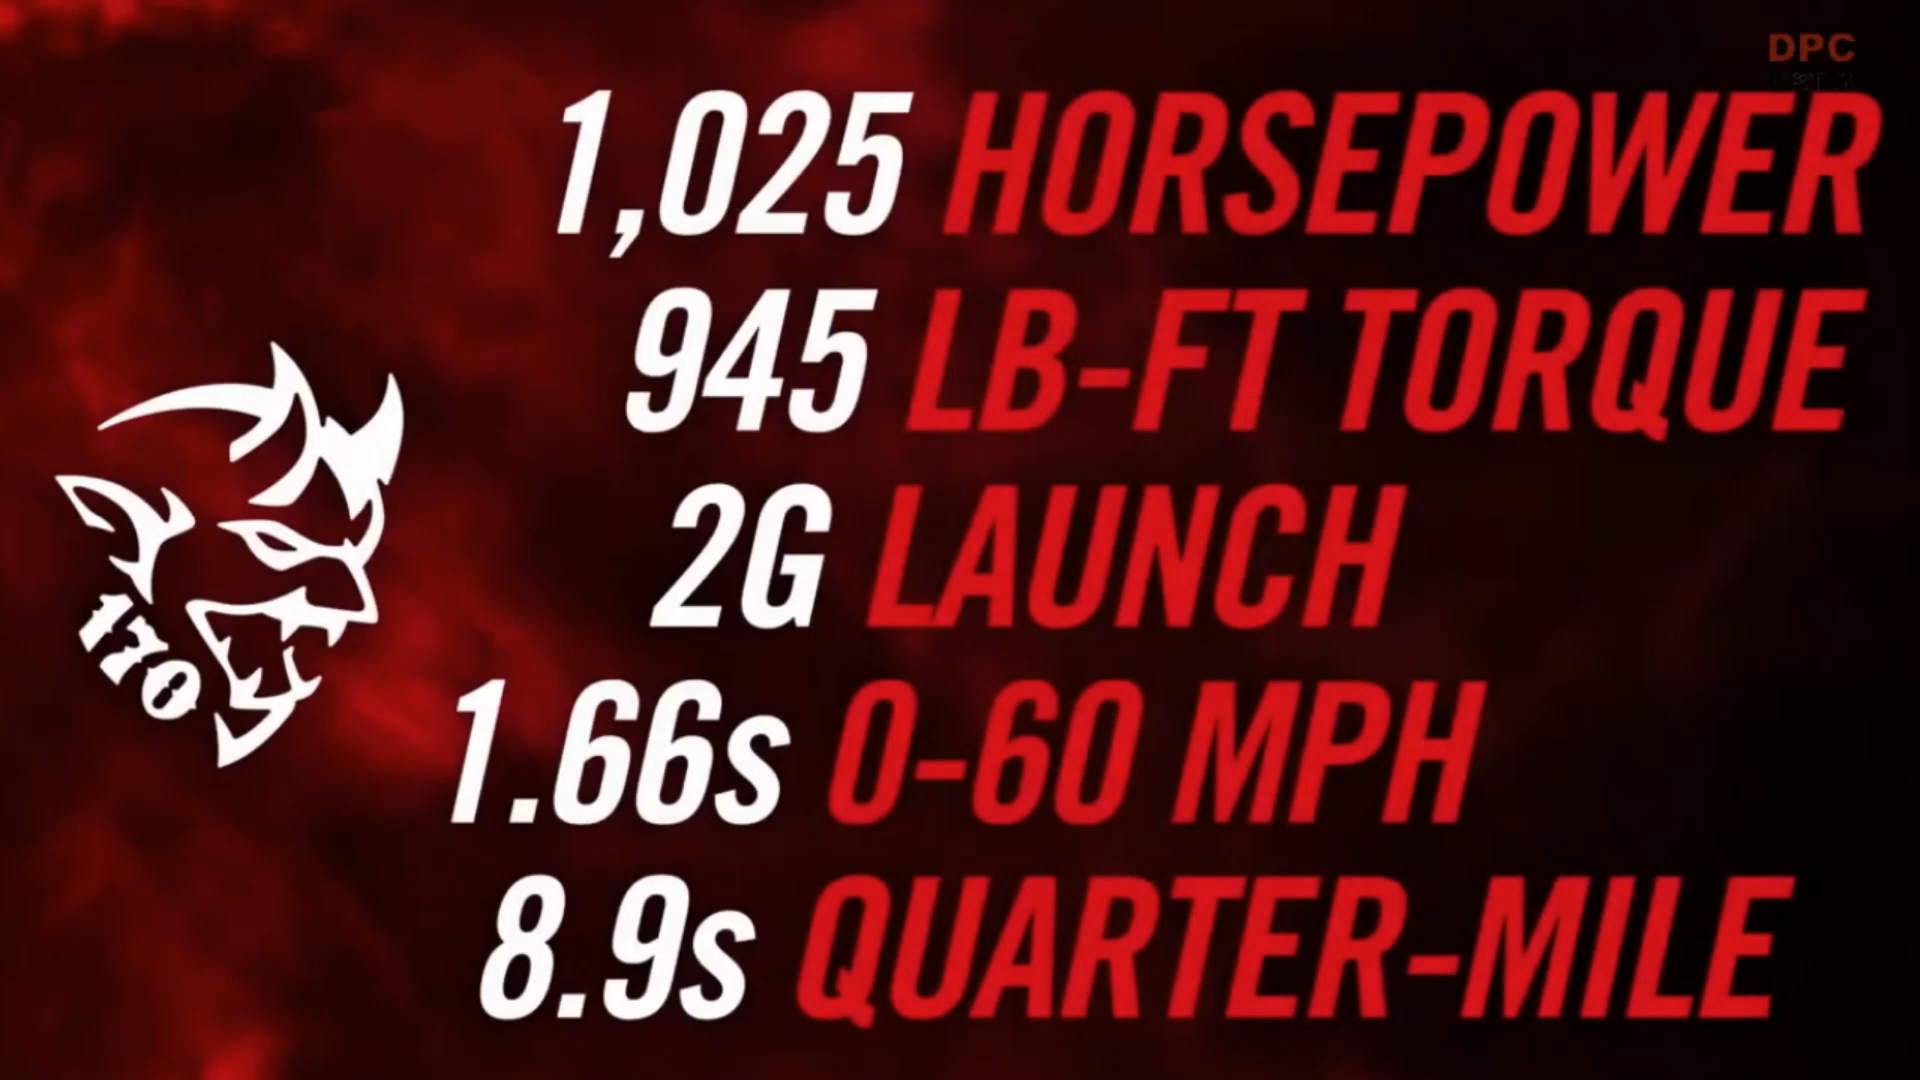 DPC
1,025 HORSEPOWER
945 LB-FT TORQUE
2G LAUNCH
1.66s 0-60 MPH
8.9s QUARTER-MILE
170